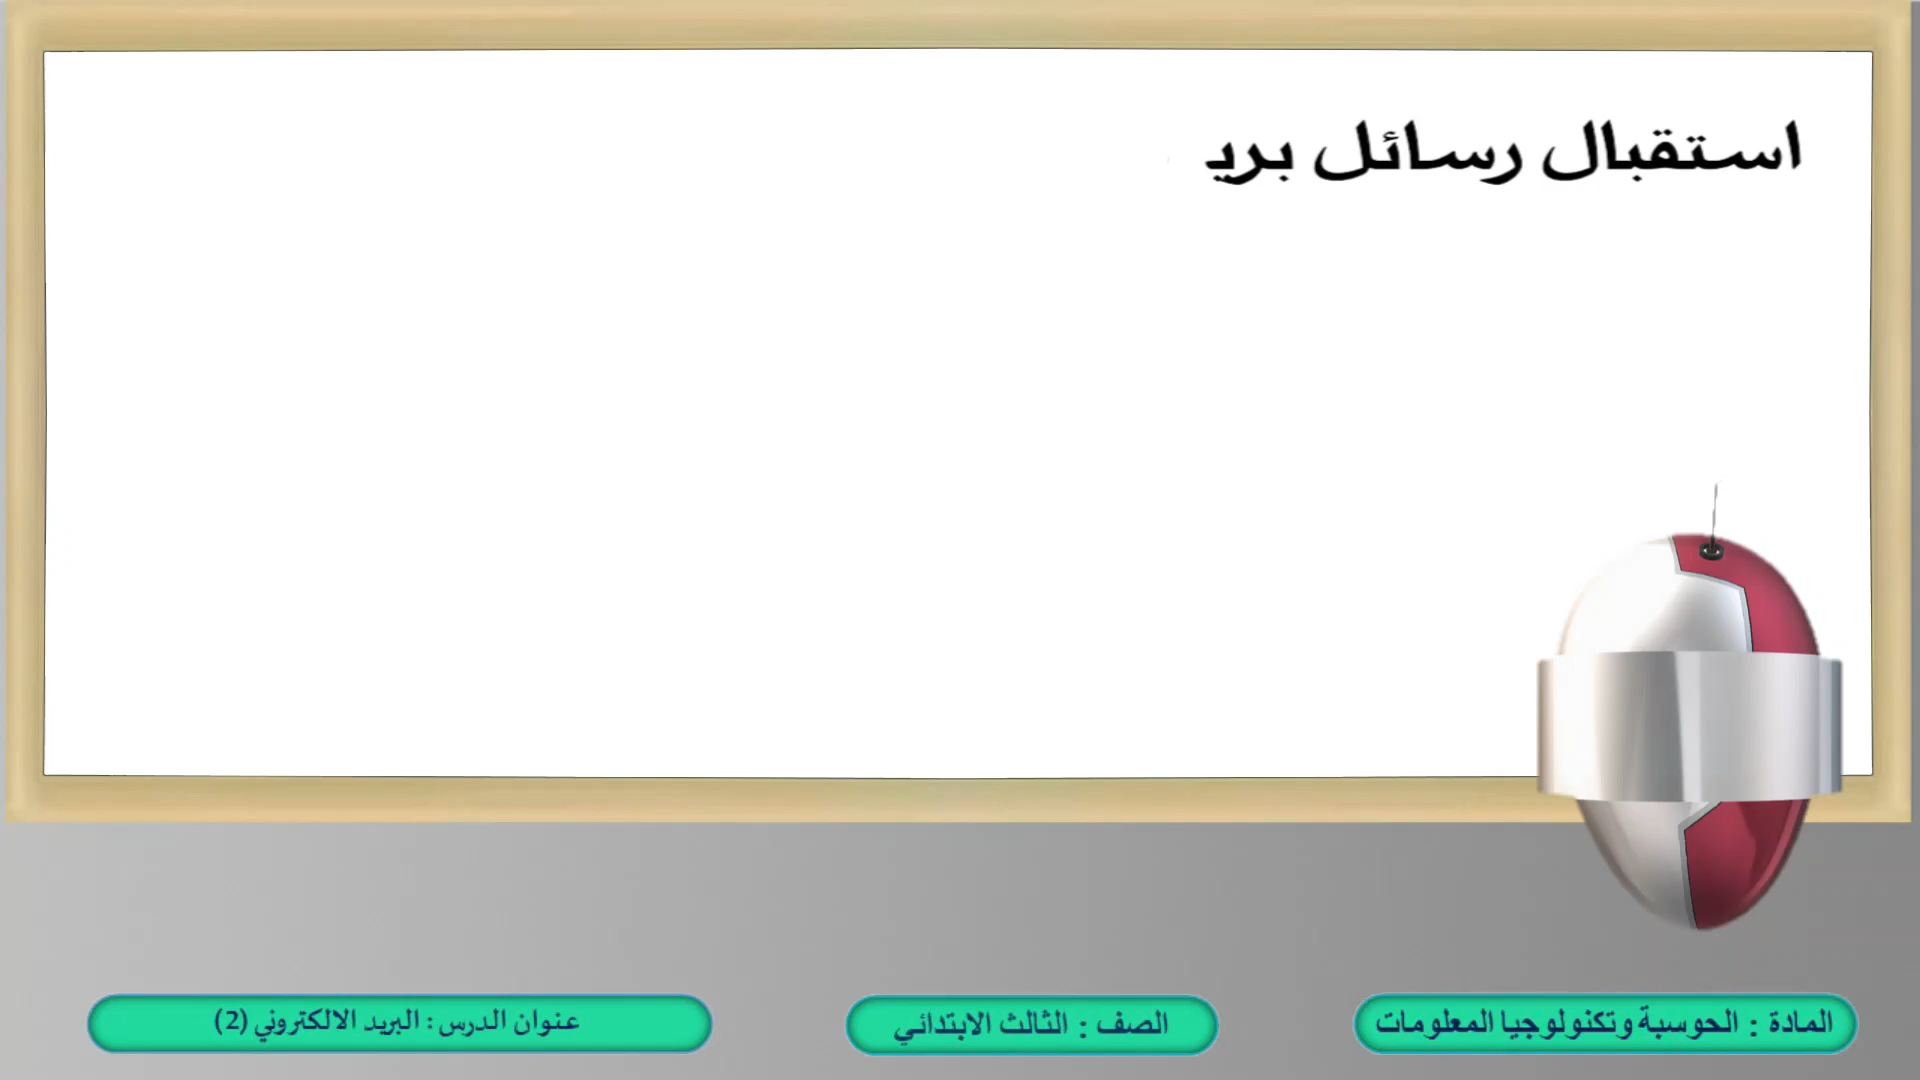 استقبال رسائل بريد
المادة : الحوسبة وتكنولوجيا المعلومات
الصف : الثالث الابتدائي
عنوان الدرس : البريد الالكتروني (2)